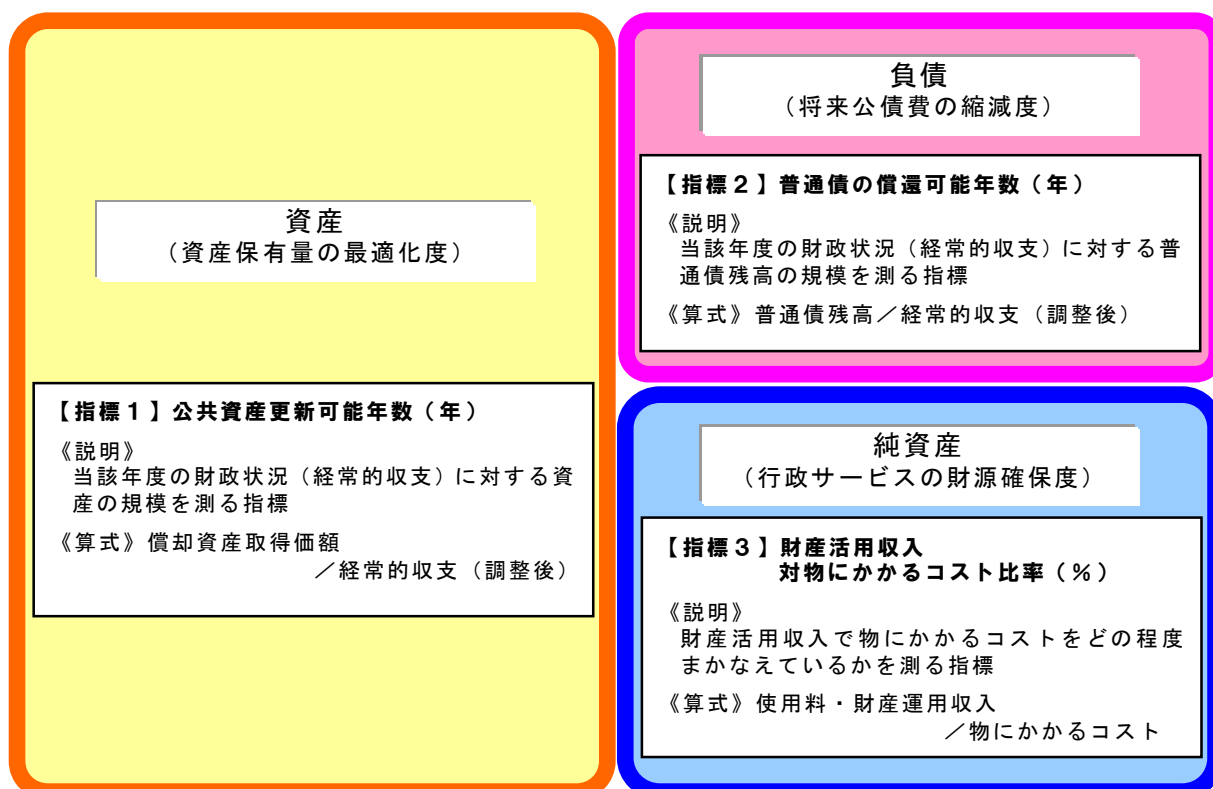 資産
（資産保有量の最適化度）
【指標１】公共資産更新可能年数（年）
《説明》
当該年度の財政状況（経常的収支）に対する資
産の規模を測る指標
《算式》償却資産取得価額
／経常的収支（調整後）
負債
（将来公債費の縮減度）
【指標２】普通債の償還可能年数（年）
《説明》
当該年度の財政状況（経常的収支）に対する普
通債残高の規模を測る指標
《算式》普通債残高／経常的収支（調整後）
純資産
（行政サービスの財源確保度）
【指標３】財産活用収入
対物にかかるコスト比率（％）
《説明》
財産活用収入で物にかかるコストをどの程度
まかなえているかを測る指標
《算式》使用料・財産運用収入
／物にかかるコスト